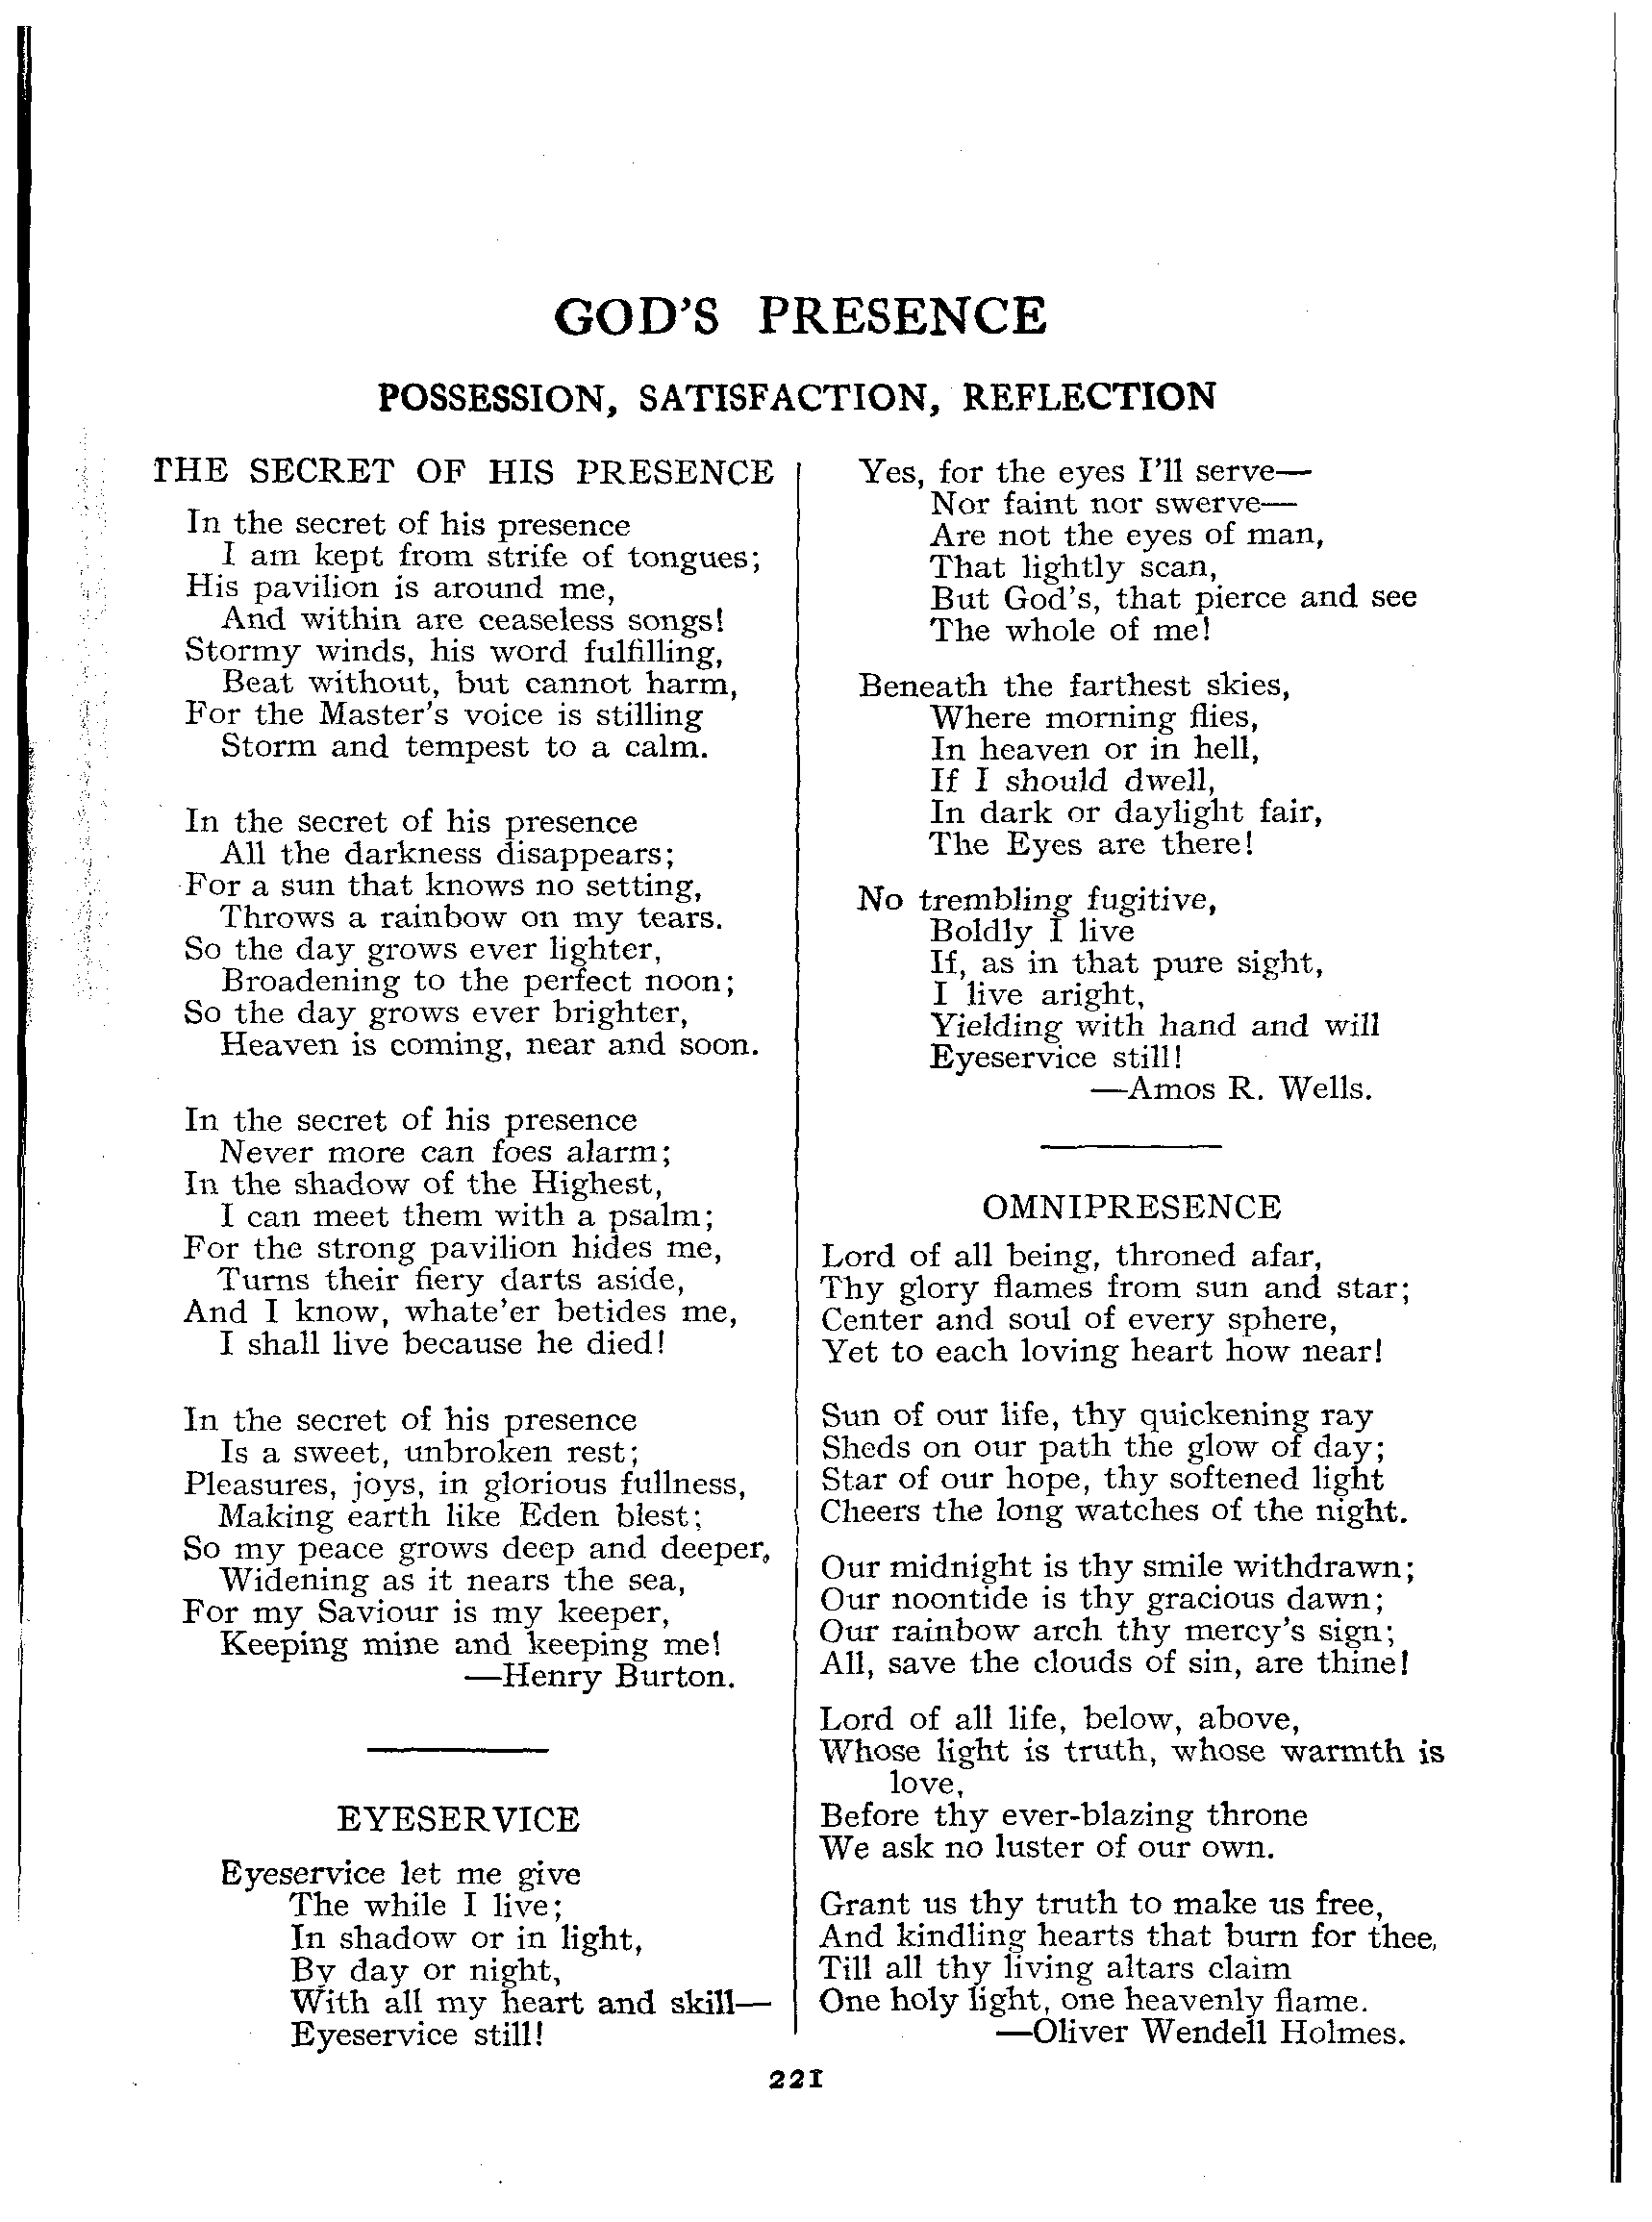 GOD'S PRESENCE
POSSESSION, SATISFACTION, REFLECTION
THE SECRET OF HIS PRESENCE
In the secret of his presence
I am kept from strife of tongues;
His pavilion is around me,
And within are ceaseless songs!
Stormy winds, his word fulfilling,
Beat without, but cannot harm,
For the Master's voice is stilling
Storm and tempest to a calm.
In the secret of his presence
All the darkness disappears;
For a sun that knows no setting,
Throws a rainbow on my tears.
So the day grows ever lighter,
Broadening to the perfect noon;
So the day grows ever brighter,
Heaven is coming, near and soon.
In the secret of his presence
Never more can foes alarm;
In the shadow of the Highest,
I can meet them with a psalm;
For the strong pavilion hides me,
Turns their fiery darts aside,
And I know, whate'er betides me,
I shall live because he died!
In the secret of his presence
Is a sweet, unbroken rest;
Pleasures, joys, in glorious fullness,
Making earth like Eden blest;
So my peace grows deep and deeper,
Widening as it nears the sea,
For my Saviour is my keeper,
Keeping mine and keeping me!
—Henry Burton.
EYESERVICE
Eyeservice let me give
The while I live;
In shadow or in light,
By day or night,
With all my heart and skill—
Eyeservice still!
Yes, for the eyes I'll serve—
Nor faint nor swerve—
Are not the eyes of man,
That lightly scan,
But God's, that pierce and see
The whole of me!
Beneath the farthest skies,
Where morning flies,
In heaven or in hell,
If I should dwell,
In dark or daylight fair,
The Eyes are there!
No trembling fugitive,
Boldly I live
If, as in that pure sight,
I live aright,
Yielding with hand and will
Eyeservice still!
—Amos R. Wells.
OMNIPRESENCE
Lord of all being, throned afar,
Thy glory flames from sun and star;
Center and soul of every sphere,
Yet to each loving heart how near!
Sun of our life, thy quickening ray
Sheds on our path the glow of day;
Star of our hope, thy softened light
Cheers the long watches of the night.
Our midnight is thy smile withdrawn;
Our noontide is thy gracious dawn;
Our rainbow arch thy mercy's sign;
All, save the clouds of sin, are thine!
Lord of all life, below, above,
Whose light is truth, whose warmth is
love,
Before thy ever-blazing throne
We ask no luster of our own.
Grant us thy truth to make us free,
And kindling hearts that burn for thee,
Till all thy living altars claim
One holy light, one heavenly flame.
—Oliver Wendell Holmes.
221